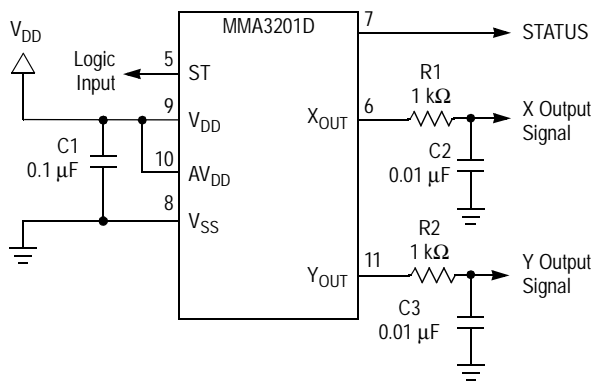 V_DD
MMA3201D
7
STATUS
Logic
Input
5
ST
R1
1 kΩ
9
V_DD
X_OUT
6
X Output
Signal
C1
0.1 μF
10
AV_DD
C2
0.01 μF
8
V_SS
R2
1 kΩ
Y_OUT
11
Y Output
Signal
C3
0.01 μF